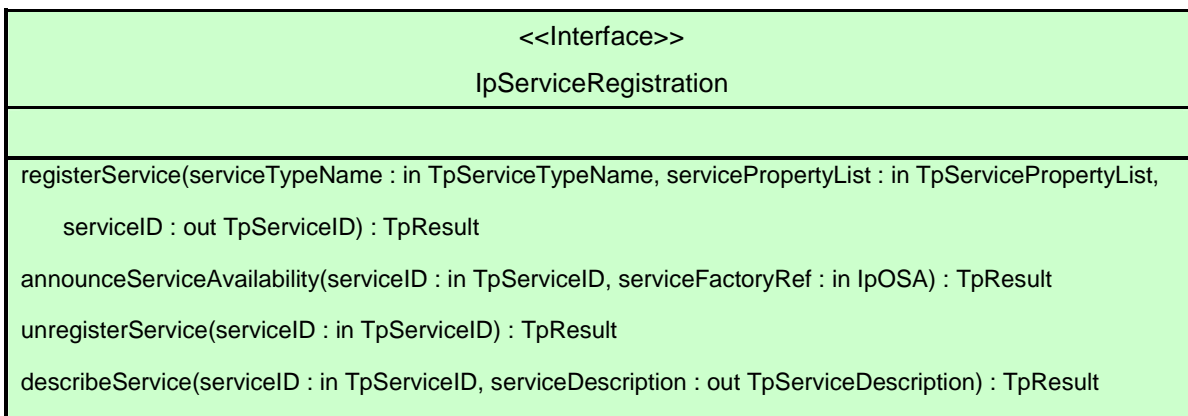 <<Interface>>
IpServiceRegistration
registerService(serviceTypeName : in TpServiceTypeName, servicePropertyList : in TpServicePropertyList,
serviceID : out TpServiceID) : TpResult
announceServiceAvailability(serviceID : in TpServiceID, serviceFactoryRef : in IpOSA) : TpResult
unregisterService(serviceID : in TpServiceID) : TpResult
describeService(serviceID : in TpServiceID, serviceDescription : out TpServiceDescription) : TpResult